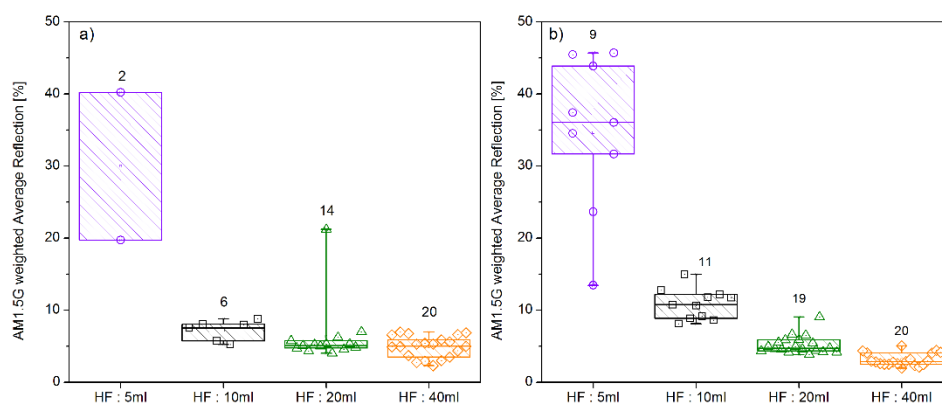 a)
AM1.5G weighted Average Reflection [%]
50
40
30
20
10
0
2
6
14
20
HF : 5ml
HF : 10ml
HF : 20ml
HF : 40ml
b)
AM1.5G weighted Average Reflection [%]
50
40
30
20
10
0
9
11
19
20
HF : 5ml
HF : 10ml
HF : 20ml
HF : 40ml